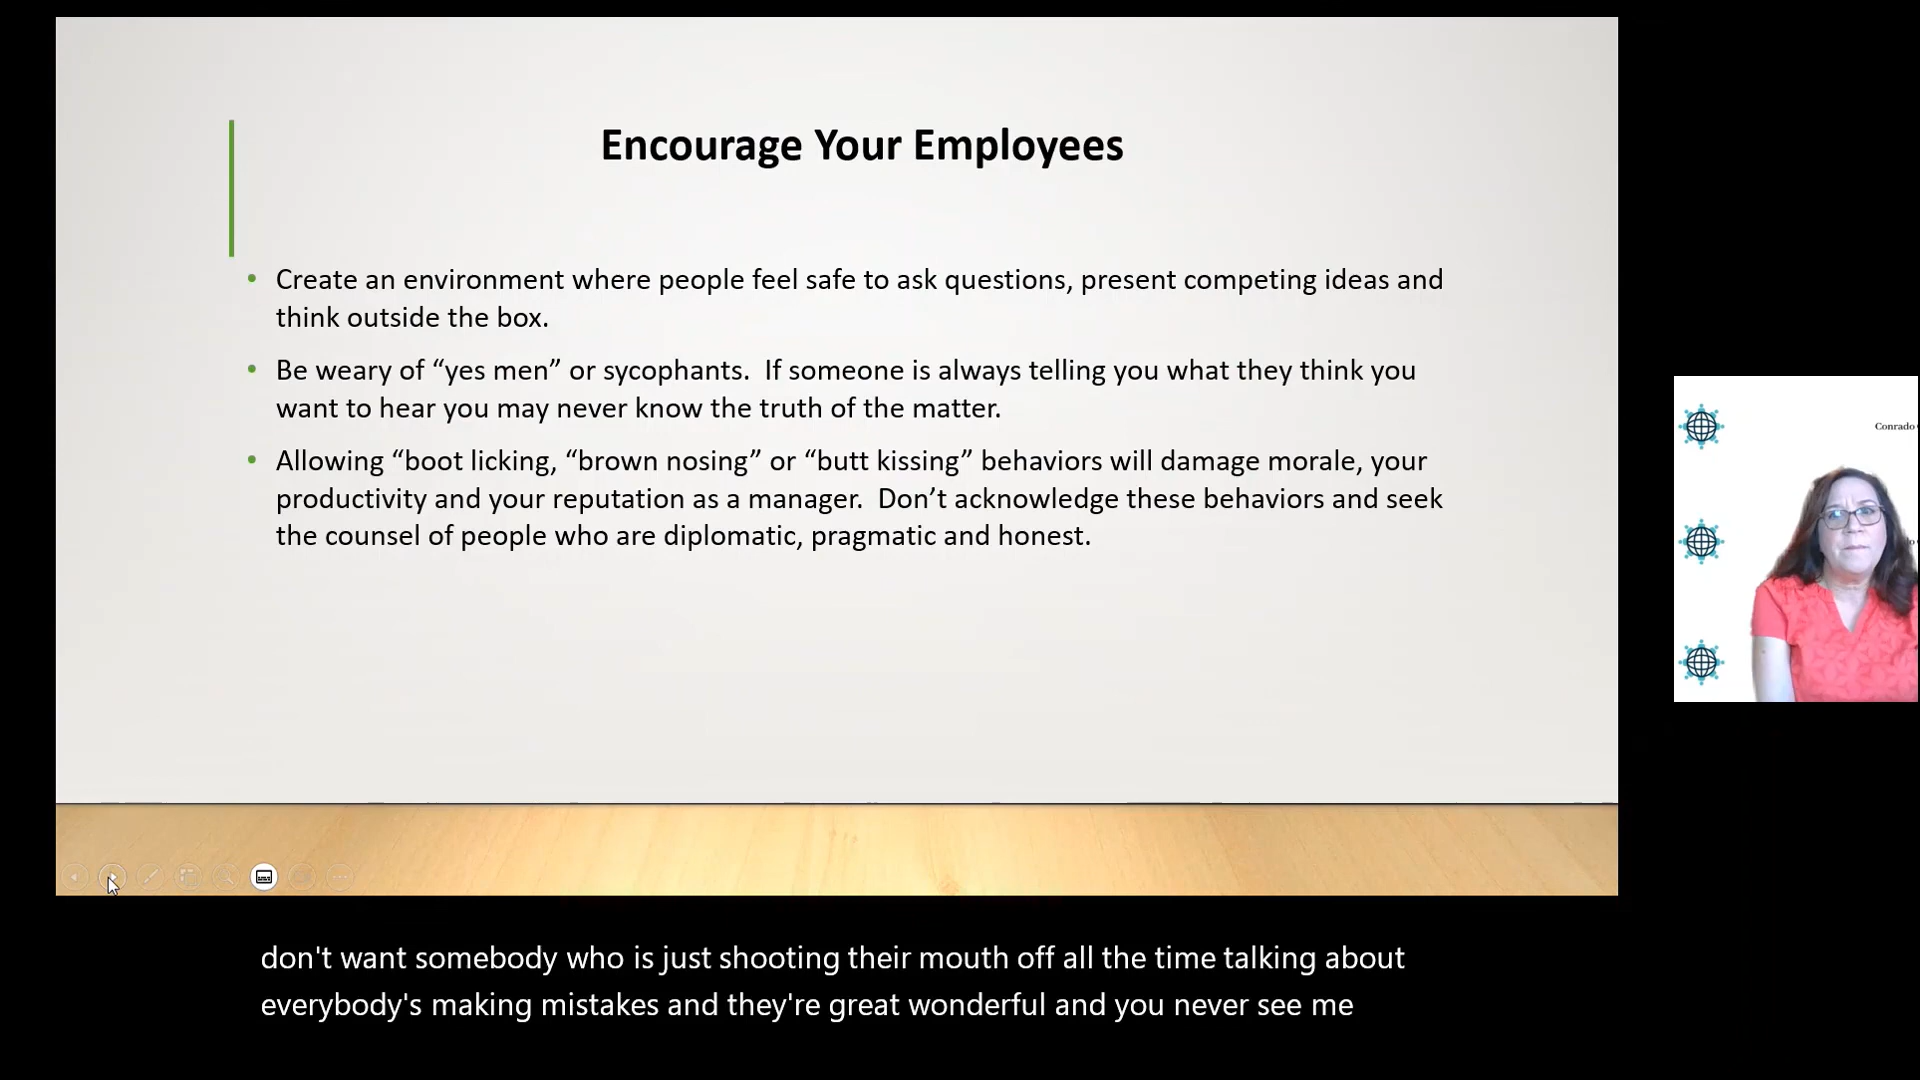 Encourage Your Employees
• Create an environment where people feel safe to ask questions, present competing ideas and
think outside the box.
• Be weary of “yes men” or sycophants.  If someone is always telling you what they think you
want to hear you may never know the truth of the matter.
• Allowing “boot licking, “brown nosing” or “butt kissing” behaviors will damage morale, your
productivity and your reputation as a manager.  Don’t acknowledge these behaviors and seek
the counsel of people who are diplomatic, pragmatic and honest.
Conrado
don't want somebody who is just shooting their mouth off all the time talking about
everybody's making mistakes and they're great wonderful and you never see me